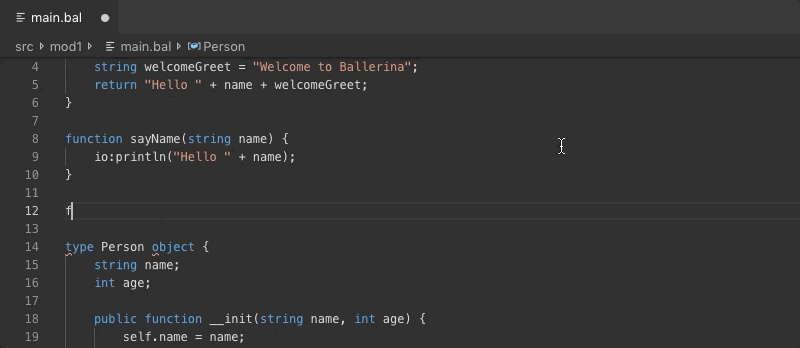 main.bal
src mod1 main.bal Person
4 string welcomeGreet = "Welcome to Ballerina";
5 return "Hello " + name + welcomeGreet;
6 }
7
8 function sayName(string name) {
9 io:println("Hello " + name);
10 }
11
12 f
13
14 type Person object {
15 string name;
16 int age;
17
18 public function __init(string name, int age) {
19 self.name = name;